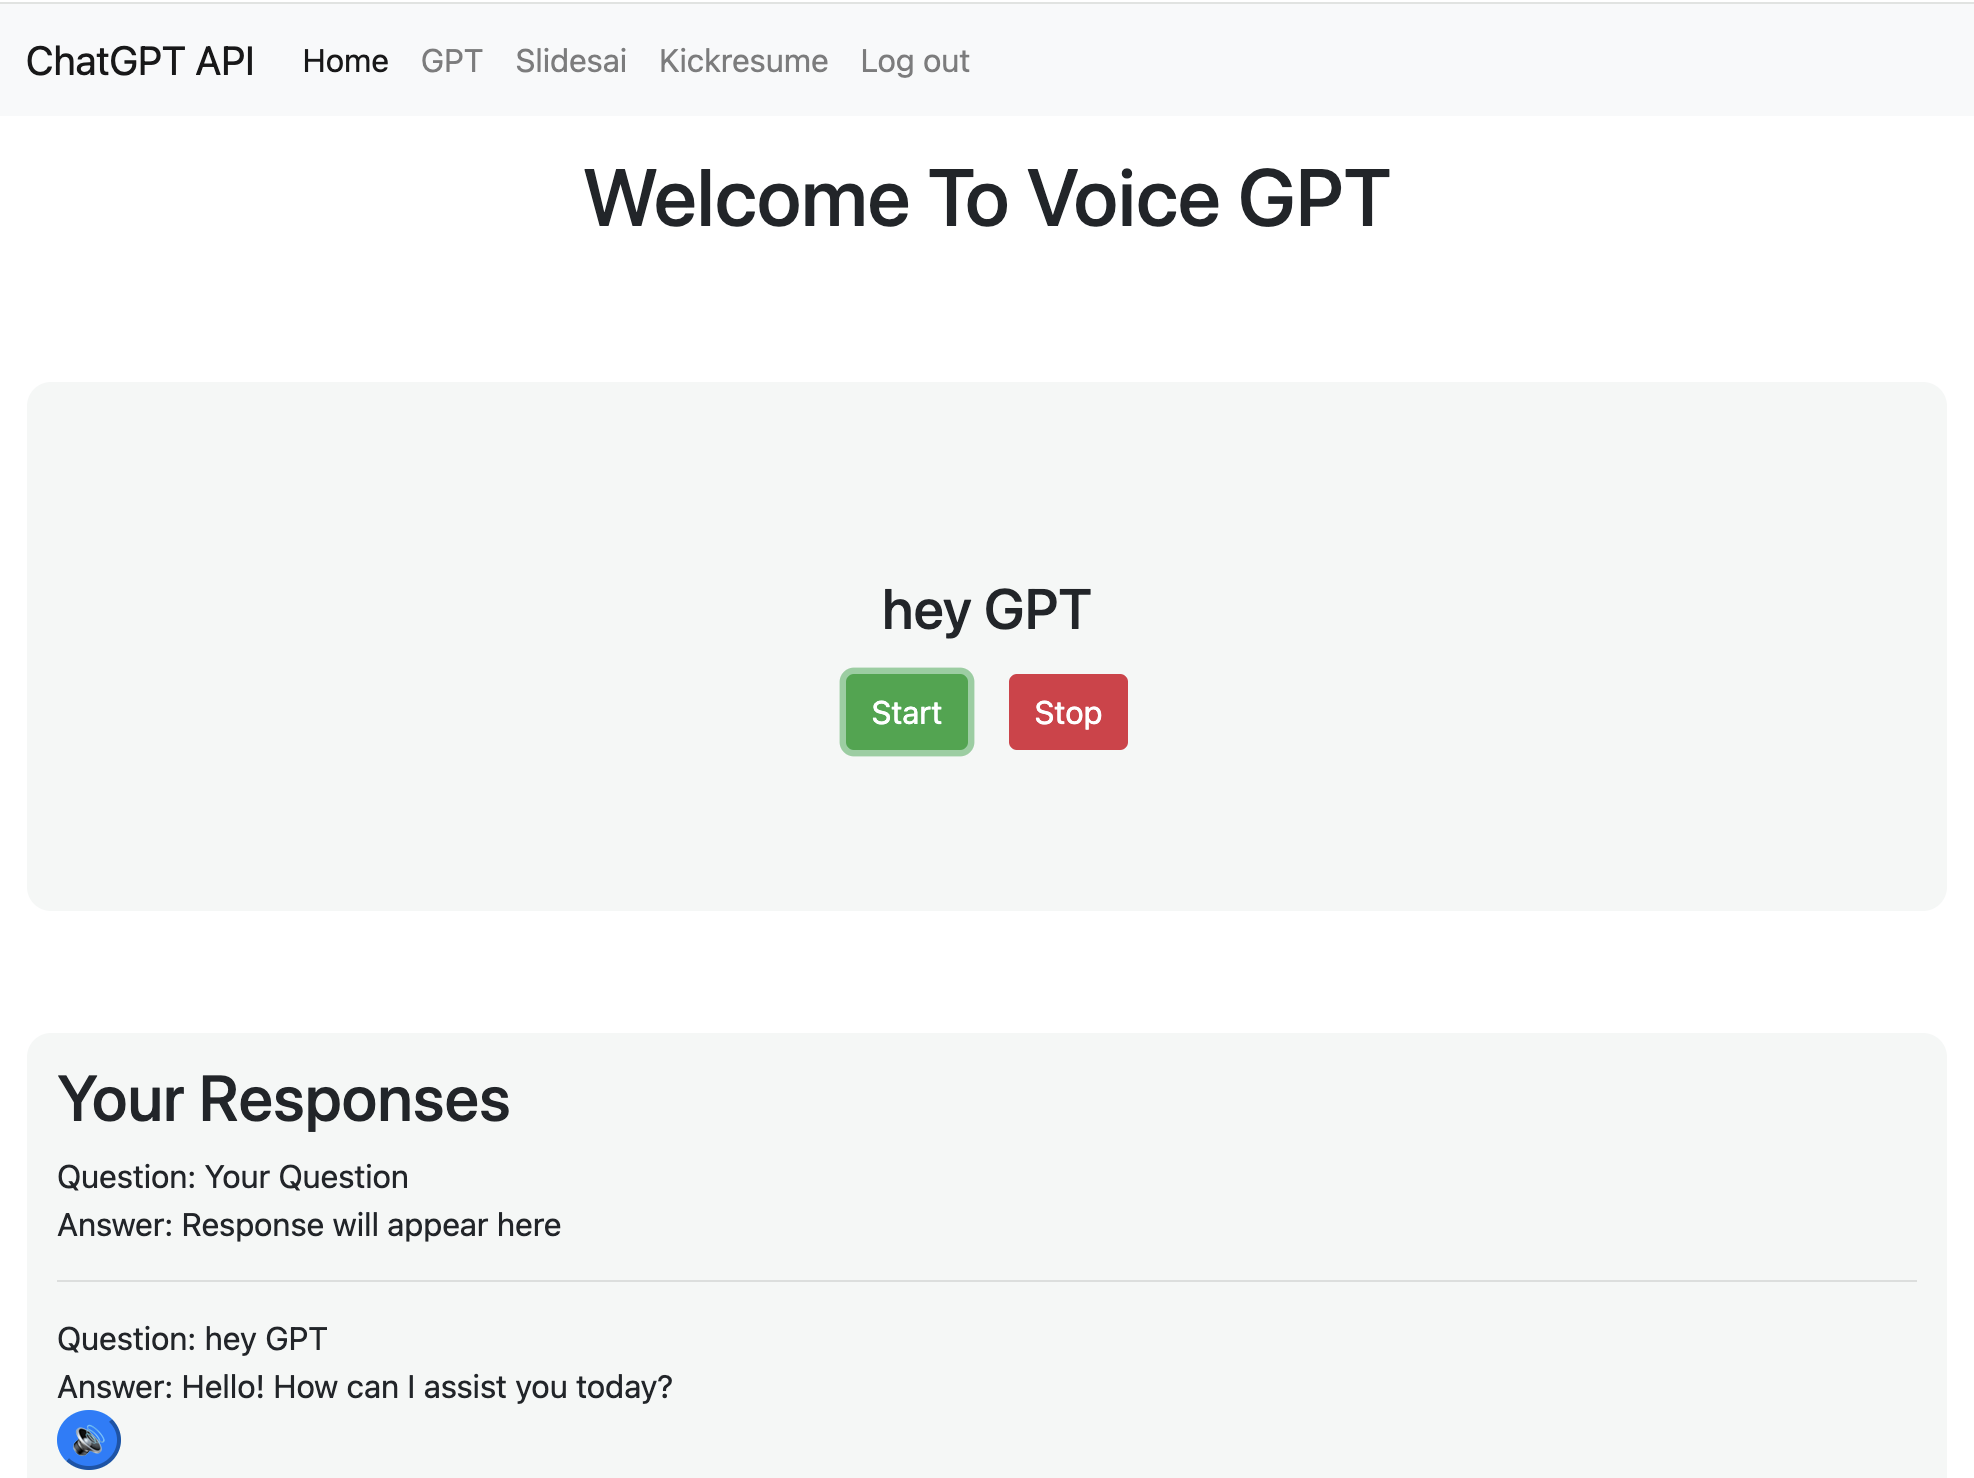 ChatGPT API Home GPT Slidesai Kickresume Log out
Welcome To Voice GPT
hey GPT
Start Stop
Your Responses
Question: Your Question
Answer: Response will appear here
Question: hey GPT
Answer: Hello! How can I assist you today?